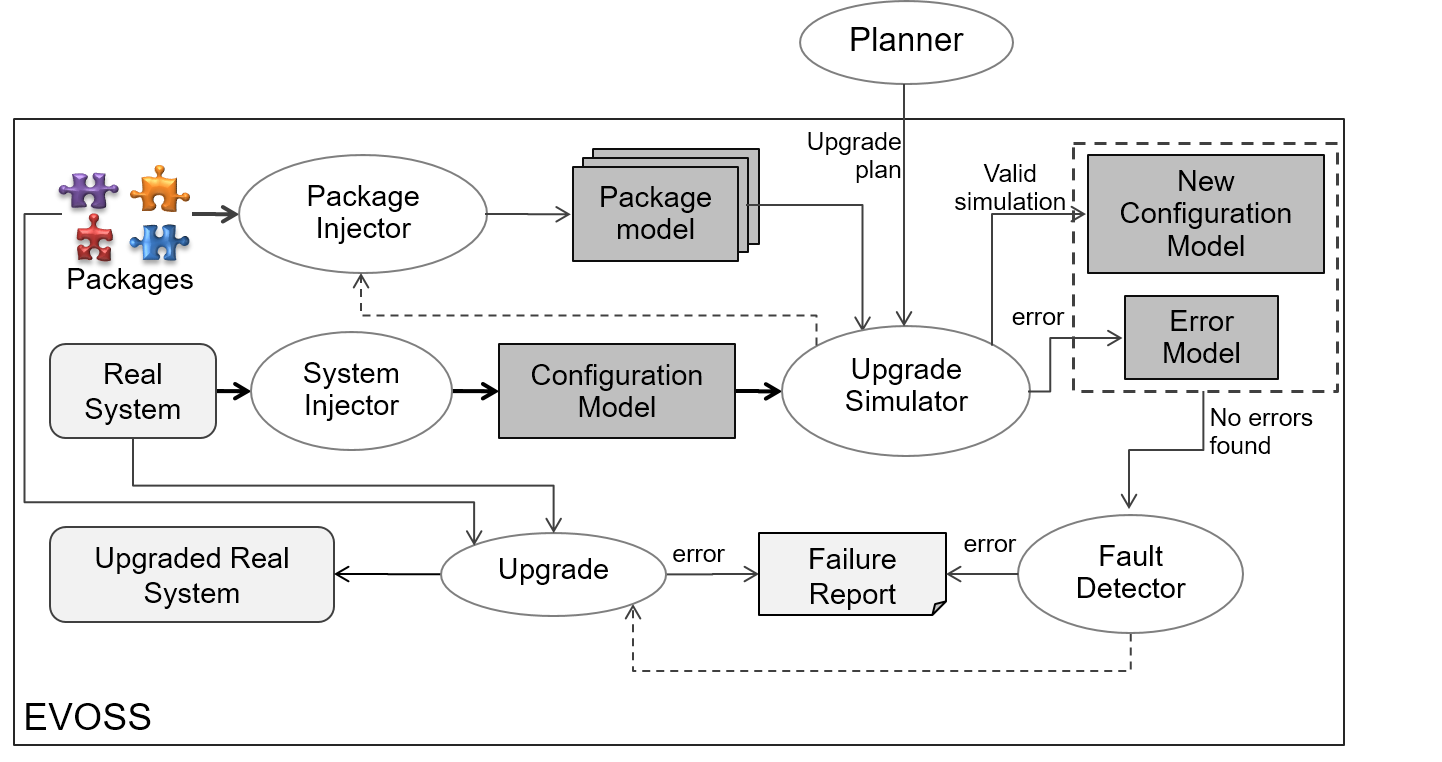 Planner
Upgrade
plan
Valid
simulation
New
Configuration
Model
Package
Injector
Package
model
Packages
error
Error
Model
Real
System
System
Injector
Configuration
Model
Upgrade
Simulator
No errors
found
Upgraded Real
System
Upgrade
error
Failure
Report
error
Fault
Detector
EVOSS